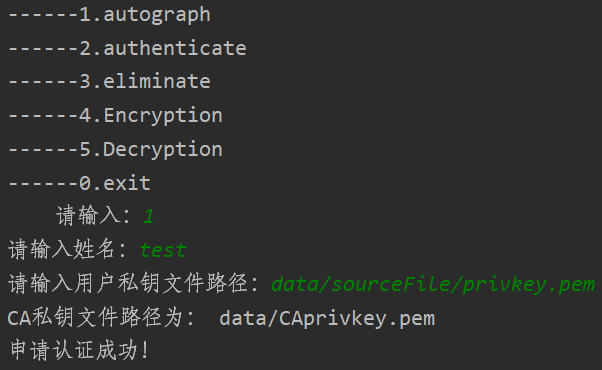 ------1.autograph
------2.authenticate
------3.eliminate
------4.Encryption
------5.Decryption
------0.exit
请输入：1
请输入姓名：test
请输入用户私钥文件路径：data/sourceFile/privkey.pem
CA私钥文件路径为： data/CAprivkey.pem
申请认证成功！